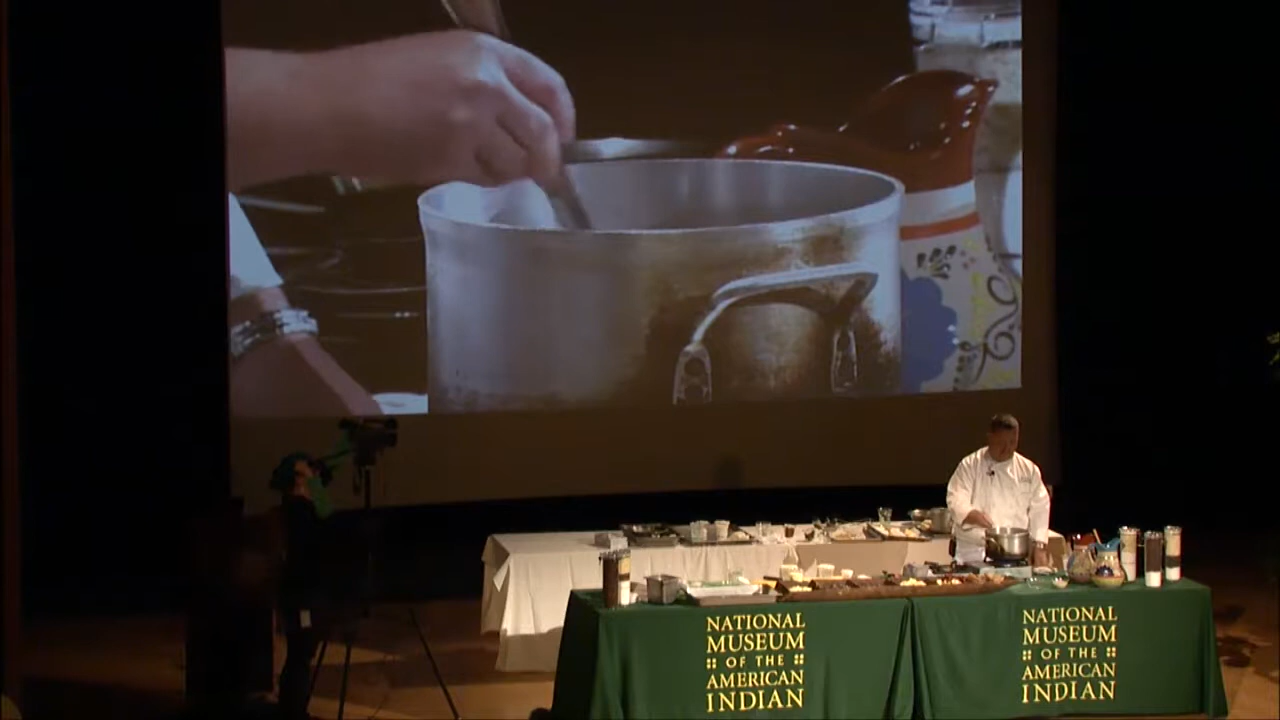 NATIONAL
MUSEUM
OF THE
AMERICAN
INDIAN
NATIONAL
MUSEUM
OF THE
AMERICAN
INDIAN